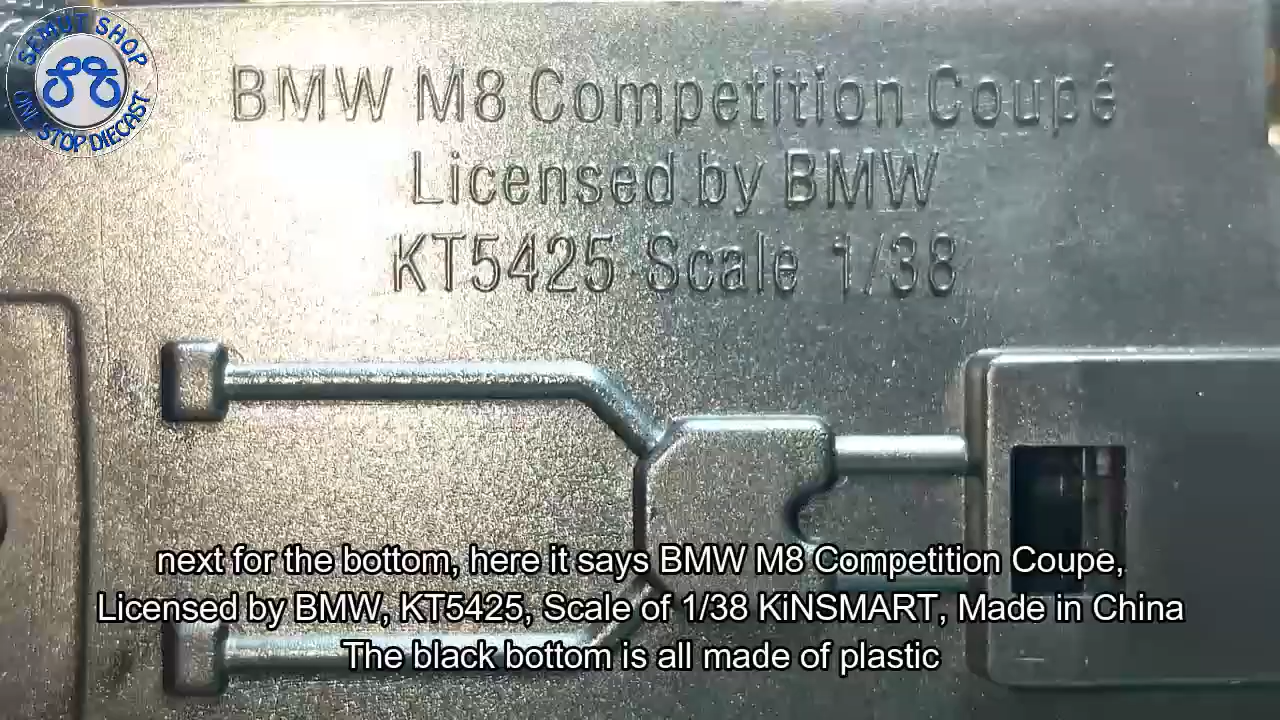 SEMUT SHOP
ONE STOP DIECAST
BMW M8 Competition Coupé
Licensed by BMW
KT5425 Scale 1/38
next for the bottom, here it says BMW M8 Competition Coupe,
Licensed by BMW, KT5425, Scale of 1/38 KiNSMART, Made in China
The black bottom is all made of plastic